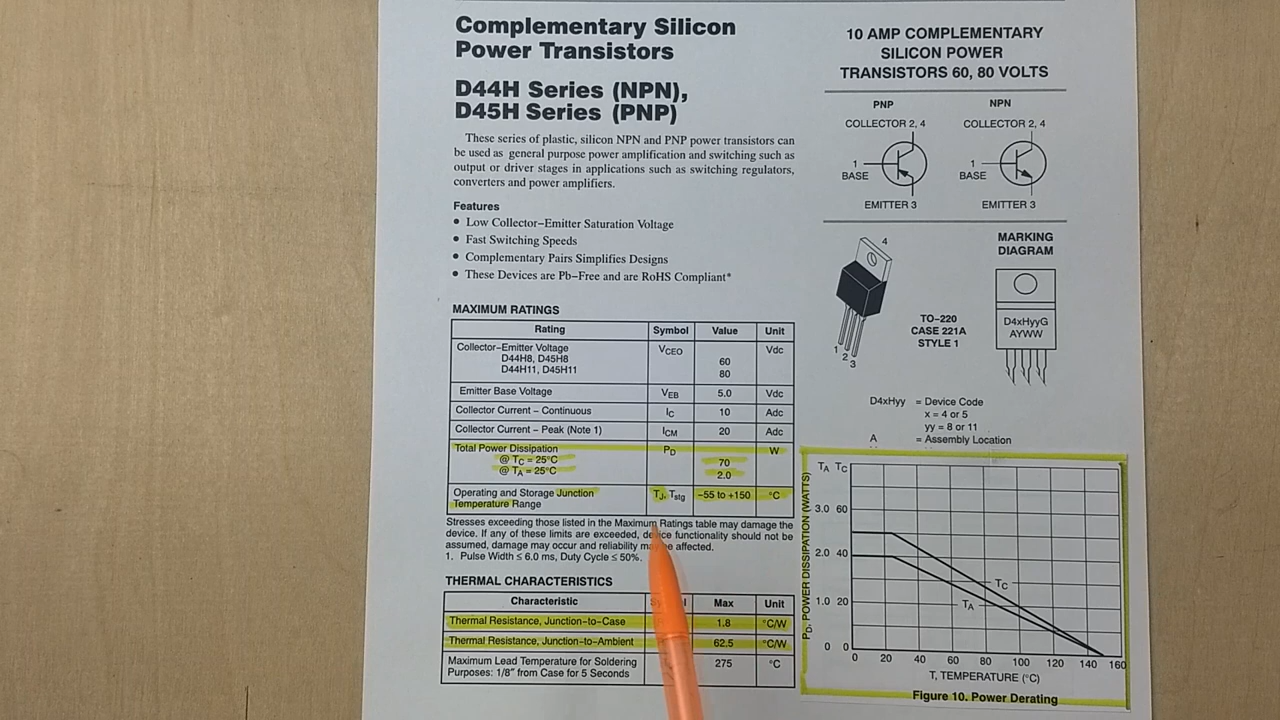 Complementary Silicon
Power Transistors
D44H Series (NPN),
D45H Series (PNP)
These series of plastic, silicon NPN and PNP power transistors can
be used as general purpose power amplification and switching such as
output or driver stages in applications such as switching regulators,
converters and power amplifiers.
Features
• Low Collector−Emitter Saturation Voltage
• Fast Switching Speeds
• Complementary Pairs Simplifies Designs
• These Devices are Pb−Free and are RoHS Compliant*
MAXIMUM RATINGS
Rating Symbol Value Unit
Collector−Emitter Voltage VCEO Vdc
D44H8, D45H8 60
D44H11, D45H11 80
Emitter Base Voltage VEB 5.0 Vdc
Collector Current − Continuous IC 10 Adc
Collector Current − Peak (Note 1) ICM 20 Adc
Total Power Dissipation PD W
@ TC = 25°C 70
@ TA = 25°C 2.0
Operating and Storage Junction TJ, Tstg −55 to +150 °C
Temperature Range
Stresses exceeding those listed in the Maximum Ratings table may damage the
device. If any of these limits are exceeded, device functionality should not be
assumed, damage may occur and reliability may be affected.
1. Pulse Width ≤ 6.0 ms, Duty Cycle ≤ 50%.
THERMAL CHARACTERISTICS
Characteristic Max Unit
Thermal Resistance, Junction−to−Case 1.8 °C/W
Thermal Resistance, Junction−to−Ambient 62.5 °C/W
Maximum Lead Temperature for Soldering 275 °C
Purposes: 1/8″ from Case for 5 Seconds
10 AMP COMPLEMENTARY
SILICON POWER
TRANSISTORS 60, 80 VOLTS
PNP NPN
COLLECTOR 2, 4 COLLECTOR 2, 4
1 1
BASE BASE
EMITTER 3 EMITTER 3
MARKING
DIAGRAM
4
1
2
3
TO−220
CASE 221A
STYLE 1
D4xHyyG
AYWW
D4xHyy = Device Code
x = 4 or 5
yy = 8 or 11
A = Assembly Location
PD, POWER DISSIPATION (WATTS)
TA TC
3.0 60
2.0 40
1.0 20
0 0
TC
TA
0 20 40 60 80 100 120 140 160
T, TEMPERATURE (°C)
Figure 10. Power Derating